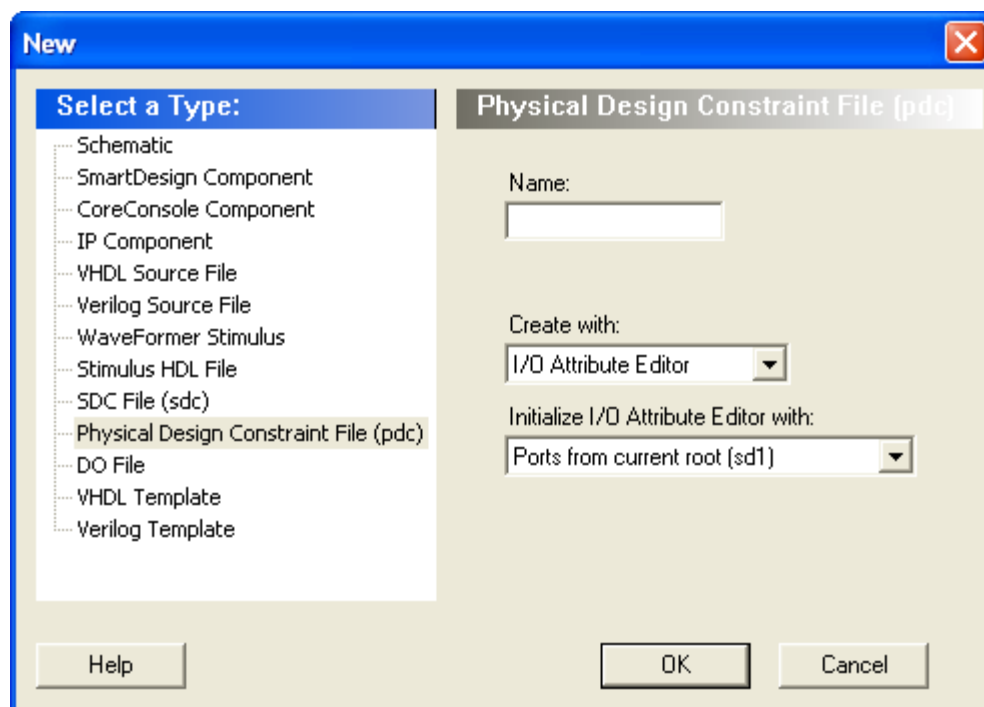 New
Select a Type:
Schematic
SmartDesign Component
CoreConsole Component
IP Component
VHDL Source File
Verilog Source File
WaveFormer Stimulus
Stimulus HDL File
SDC File (sdc)
Physical Design Constraint File (pdc)
DO File
VHDL Template
Verilog Template
Physical Design Constraint File (pdc)
Name:
Create with:
I/O Attribute Editor
Initialize I/O Attribute Editor with:
Ports from current root (sd1)
Help
OK
Cancel